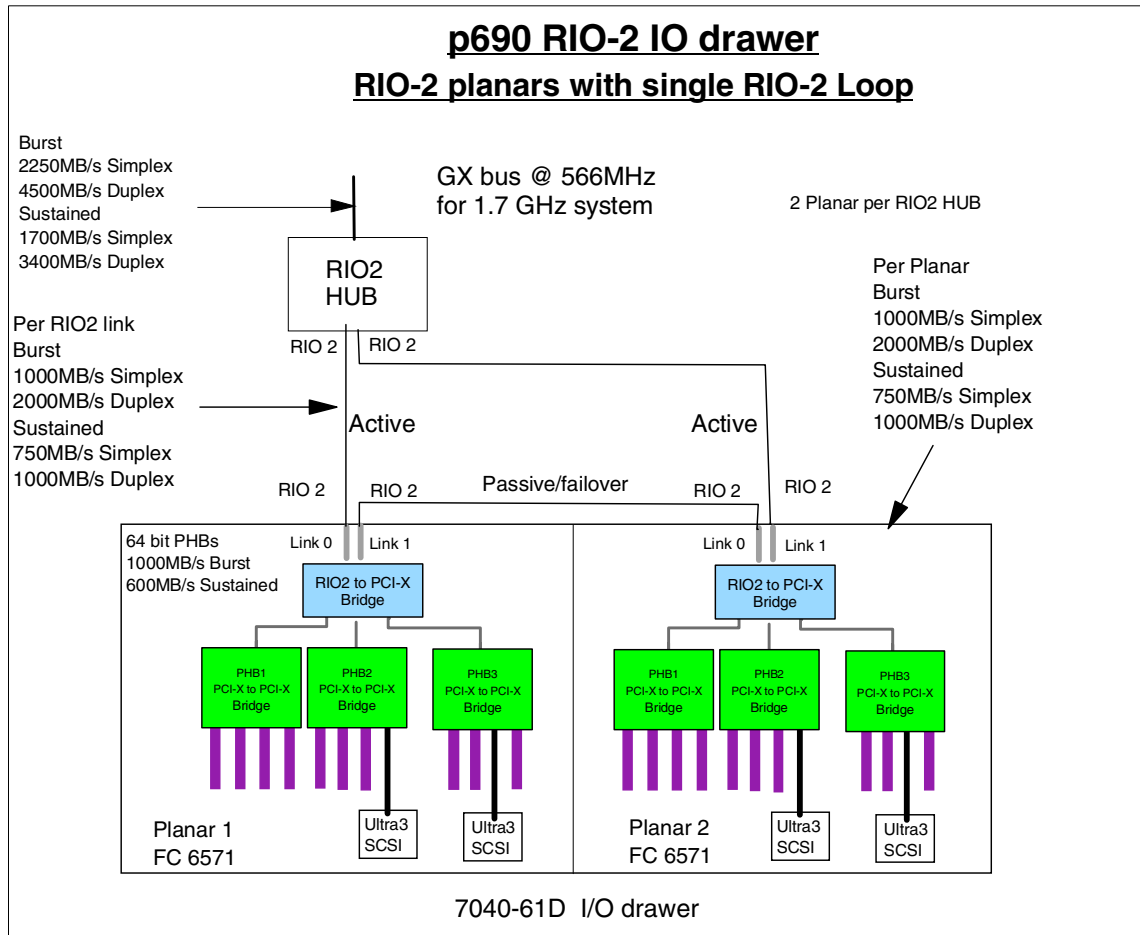 p690 RIO-2 IO drawer
RIO-2 planars with single RIO-2 Loop
Burst
2250MB/s Simplex
4500MB/s Duplex
Sustained
1700MB/s Simplex
3400MB/s Duplex
GX bus @ 566MHz
for 1.7 GHz system
2 Planar per RIO2 HUB
RIO2
HUB
Per Planar
Burst
1000MB/s Simplex
2000MB/s Duplex
Sustained
750MB/s Simplex
1000MB/s Duplex
Per RIO2 link
Burst
1000MB/s Simplex
2000MB/s Duplex
Sustained
750MB/s Simplex
1000MB/s Duplex
RIO 2
RIO 2
Active
Active
Passive/failover
RIO 2
RIO 2
RIO 2
RIO 2
64 bit PHBs
1000MB/s Burst
600MB/s Sustained
Link 0
Link 1
RIO2 to PCI-X
Bridge
PHB1
PCI-X to PCI-X
Bridge
PHB2
PCI-X to PCI-X
Bridge
PHB3
PCI-X to PCI-X
Bridge
Ultra3
SCSI
Ultra3
SCSI
Planar 1
FC 6571
Link 0
Link 1
RIO2 to PCI-X
Bridge
PHB1
PCI-X to PCI-X
Bridge
PHB2
PCI-X to PCI-X
Bridge
PHB3
PCI-X to PCI-X
Bridge
Ultra3
SCSI
Ultra3
SCSI
Planar 2
FC 6571
7040-61D I/O drawer